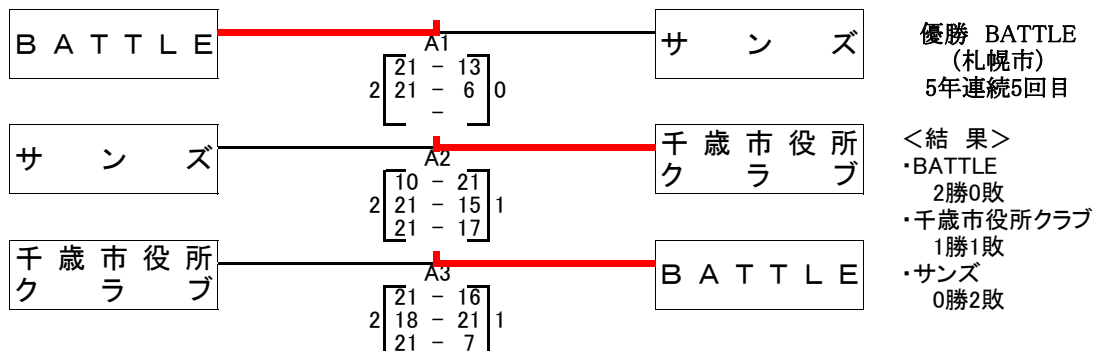 BATTLE
A1
サンズ
21 - 13
2 21 - 6 0
-
サンズ
A2
千歳市役所
クラブ
10 - 21
2 21 - 15 1
21 - 17
千歳市役所
クラブ
A3
BATTLE
21 - 16
2 18 - 21 1
21 - 7
優勝 BATTLE
(札幌市)
5年連続5回目
＜結 果＞
・BATTLE
2勝0敗
・千歳市役所クラブ
1勝1敗
・サンズ
0勝2敗